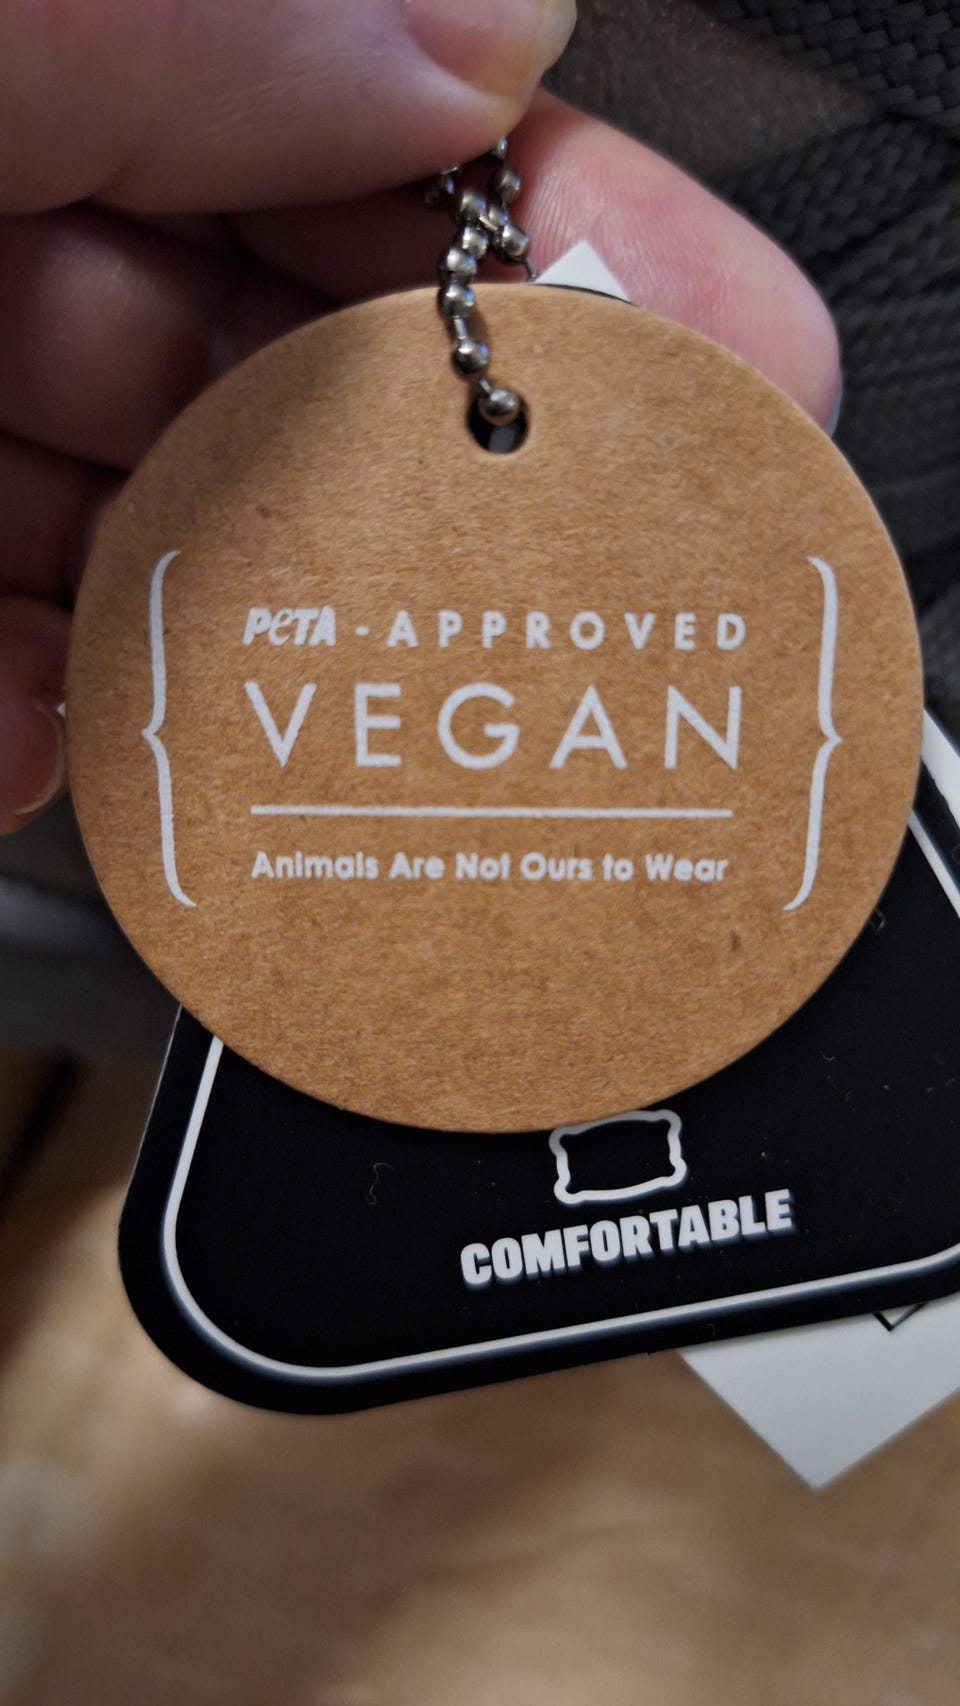 PETA-APPROVED
VEGAN
Animals Are Not Ours to Wear
COMFORTABLE